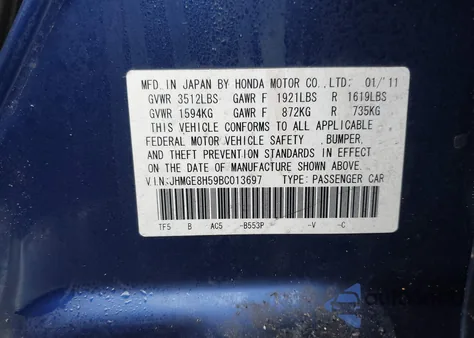 MFD. IN JAPAN BY HONDA MOTOR CO., LTD: 01/'11
GVWR 3512LBS GAWR F 1921LBS R 1619LBS
GVWR 1594KG GAWR F 872KG R 735KG
THIS VEHICLE CONFORMS TO ALL APPLICABLE
FEDERAL MOTOR VEHICLE SAFETY , BUMPER,
AND THEFT PREVENTION STANDARDS IN EFFECT
ON THE DATE OF MANUFACTURE SHOWN ABOVE.
V I N:JHMGE8H59BC013697 TYPE: PASSENGER CAR
TF5 B AC5 -B553P -V -C